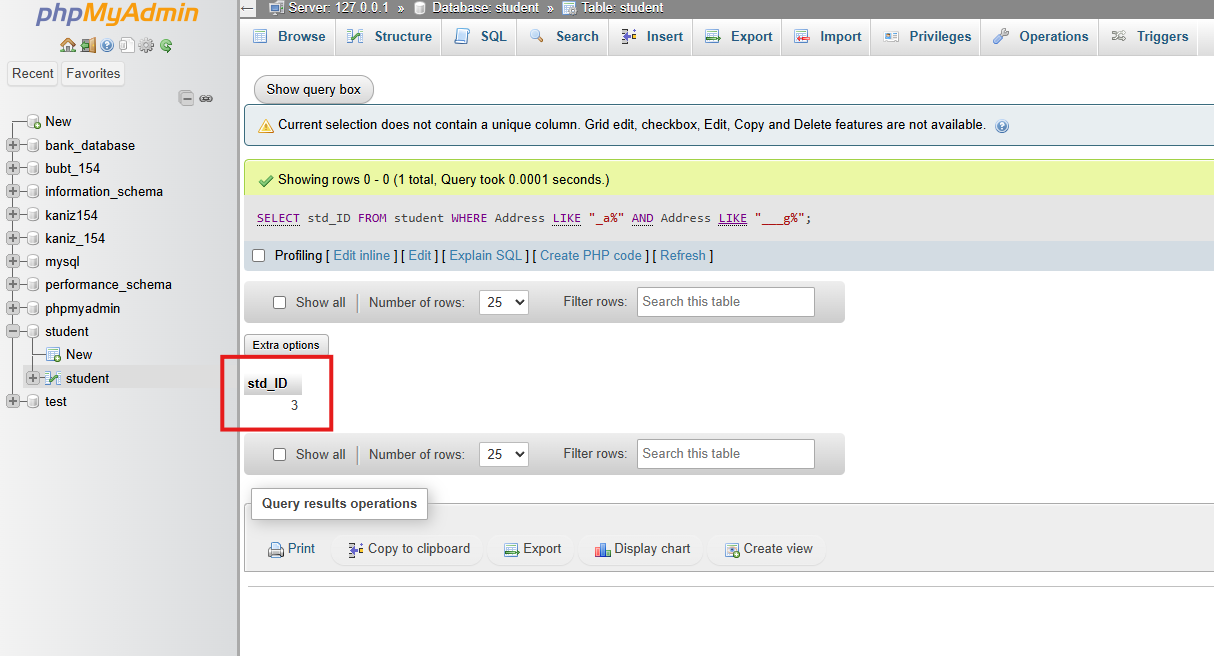 phpMyAdmin
Recent Favorites
New
bank_database
bubt_154
information_schema
kaniz154
kaniz_154
mysql
performance_schema
phpmyadmin
student
New
student
test
Server: 127.0.0.1 » Database: student » Table: student
Browse Structure SQL Search Insert Export Import Privileges Operations Triggers
Show query box
Current selection does not contain a unique column. Grid edit, checkbox, Edit, Copy and Delete features are not available.
Showing rows 0 - 0 (1 total, Query took 0.0001 seconds.)
SELECT std_ID FROM student WHERE Address LIKE "_a%" AND Address LIKE "___g%";
Profiling [ Edit inline ] [ Edit ] [ Explain SQL ] [ Create PHP code ] [ Refresh ]
Show all Number of rows: 25 Filter rows: Search this table
Extra options
std_ID
3
Show all Number of rows: 25 Filter rows: Search this table
Query results operations
Print Copy to clipboard Export Display chart Create view